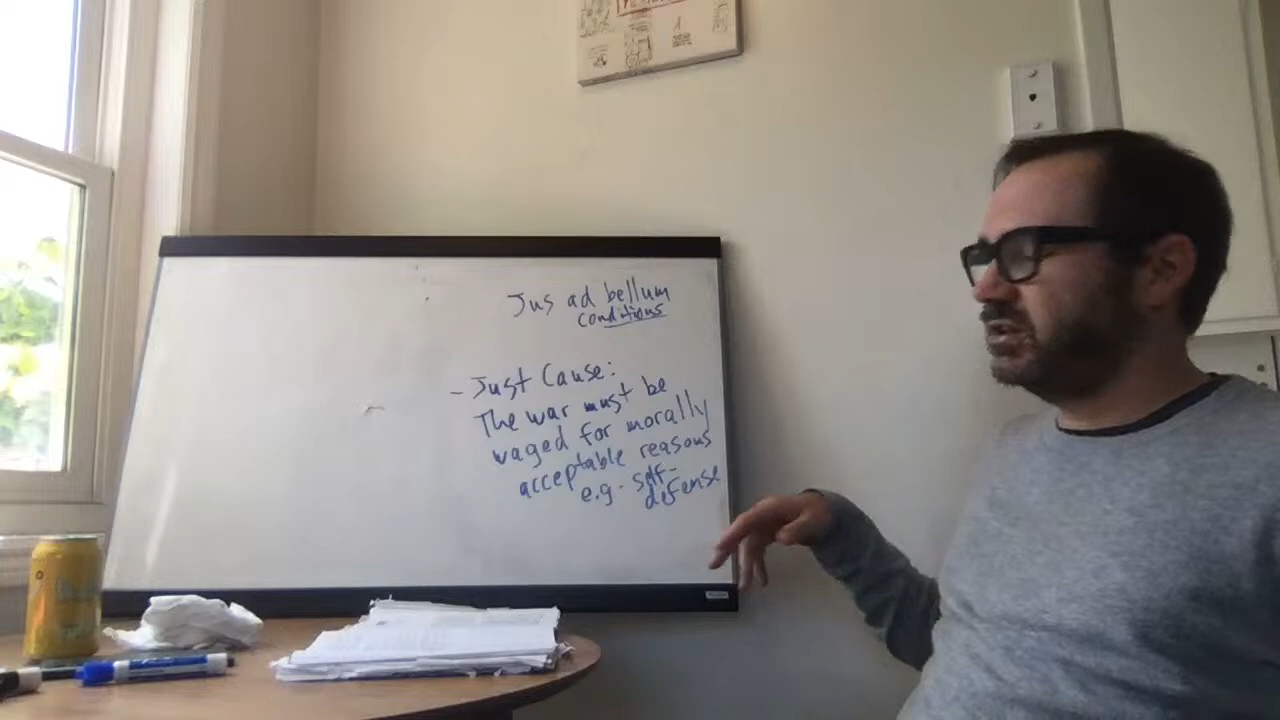 Jus ad bellum
conditions
- Just Cause:
The war must be
waged for morally
acceptable reasons
e.g. self-
defense